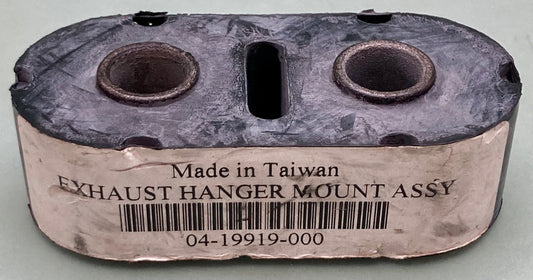 Made in Taiwan
EXHAUST HANGER MOUNT ASSY
04-19919-000